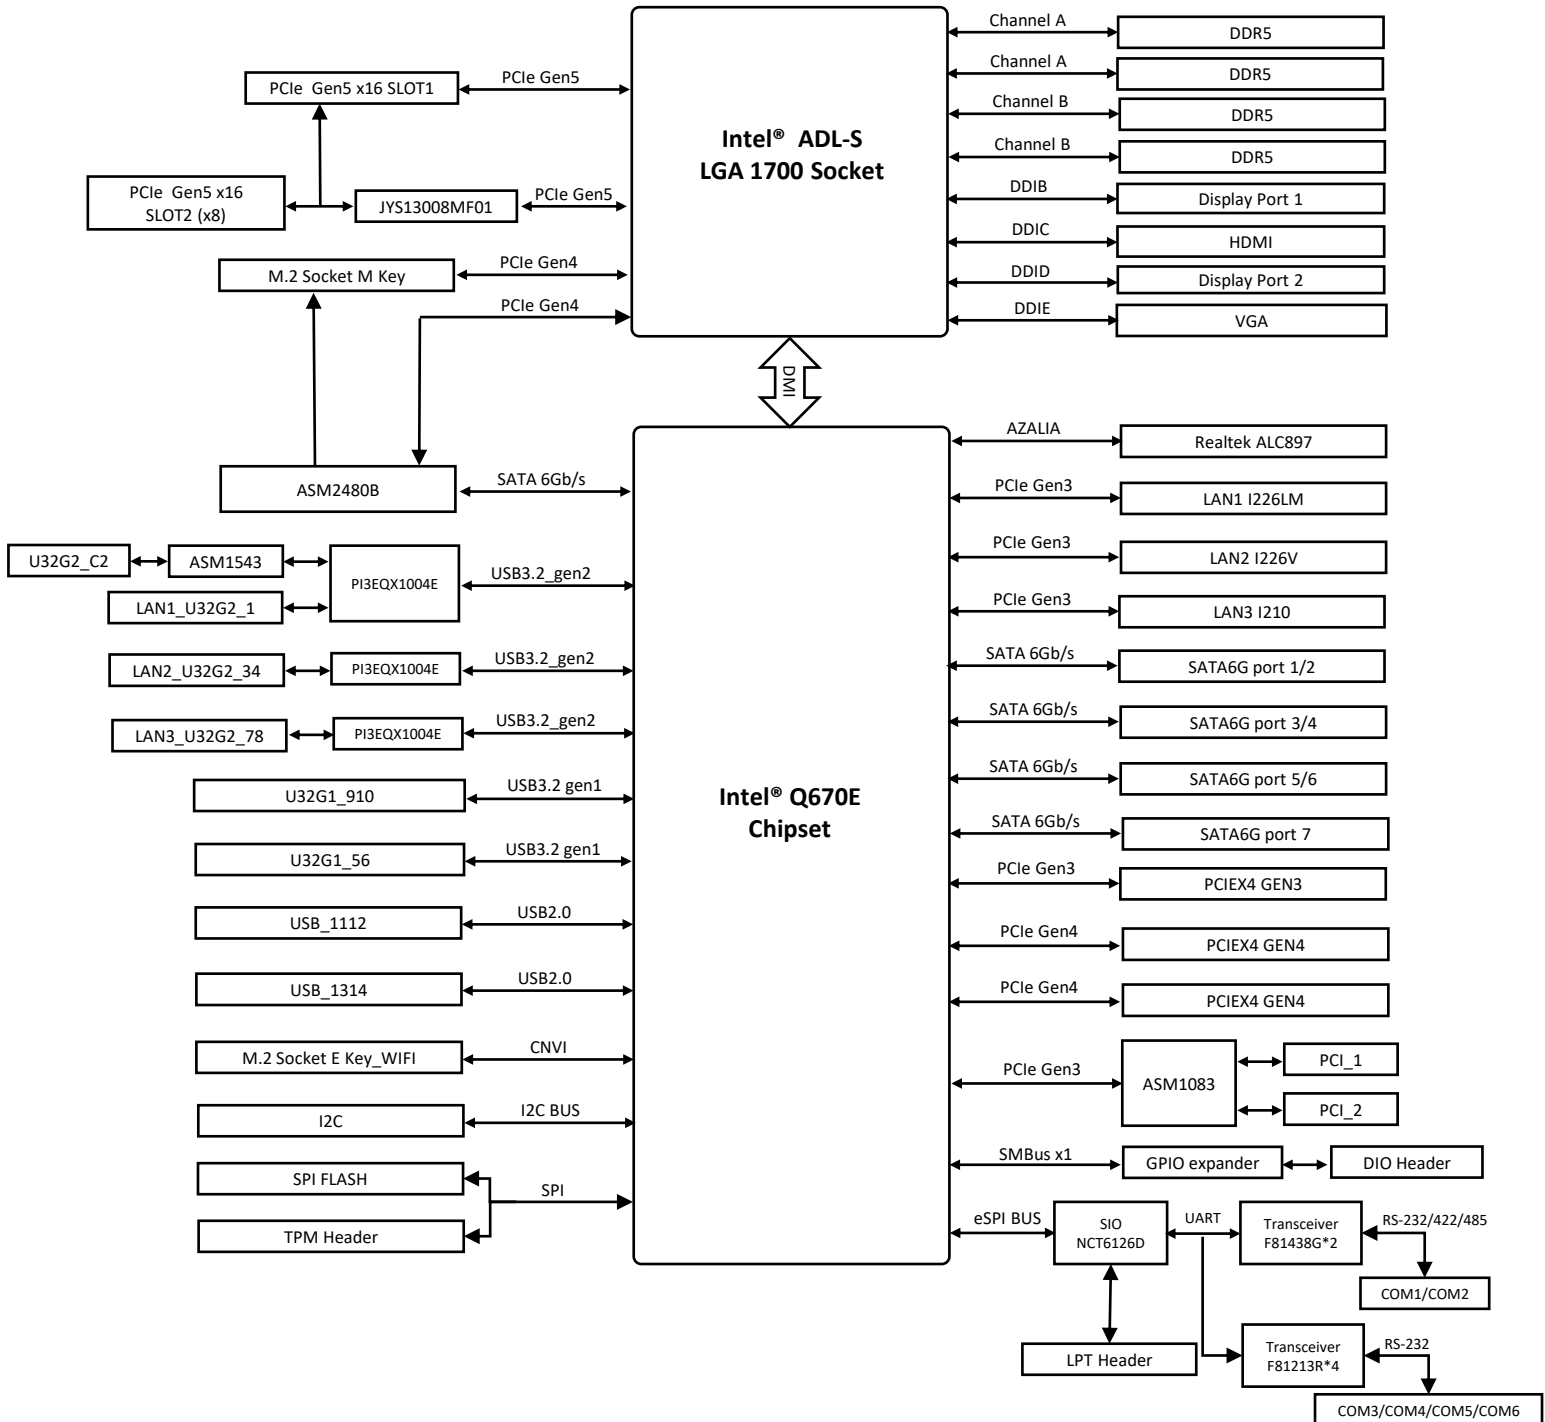 Channel A
DDR5
PCIe Gen5 x16 SLOT1
PCIe Gen5
Channel A
DDR5
Channel B
DDR5
Intel® ADL-S
LGA 1700 Socket
Channel B
DDR5
PCIe Gen5 x16
SLOT2 (x8)
JYS13008MF01
PCIe Gen5
DDIB
Display Port 1
DDIC
HDMI
M.2 Socket M Key
PCIe Gen4
DDID
Display Port 2
PCIe Gen4
DDIE
VGA
DMI
AZALIA
Realtek ALC897
ASM2480B
SATA 6Gb/s
PCIe Gen3
LAN1 I226LM
U32G2_C2
ASM1543
PI3EQX1004E
USB3.2_gen2
LAN1_U32G2_1
PCIe Gen3
LAN2 I226V
PCIe Gen3
LAN3 I210
LAN2_U32G2_34
PI3EQX1004E
USB3.2_gen2
SATA 6Gb/s
SATA6G port 1/2
LAN3_U32G2_78
PI3EQX1004E
USB3.2_gen2
SATA 6Gb/s
SATA6G port 3/4
U32G1_910
USB3.2 gen1
Intel® Q670E
Chipset
SATA 6Gb/s
SATA6G port 5/6
U32G1_56
USB3.2 gen1
SATA 6Gb/s
SATA6G port 7
PCIe Gen3
PCIEX4 GEN3
USB_1112
USB2.0
PCIe Gen4
PCIEX4 GEN4
USB_1314
USB2.0
PCIe Gen4
PCIEX4 GEN4
M.2 Socket E Key_WIFI
CNVI
PCIe Gen3
ASM1083
PCI_1
PCI_2
I2C
I2C BUS
SMBus x1
GPIO expander
DIO Header
SPI FLASH
SPI
TPM Header
eSPI BUS
SIO
NCT6126D
UART
Transceiver
F81438G*2
RS-232/422/485
COM1/COM2
LPT Header
Transceiver
F81213R*4
RS-232
COM3/COM4/COM5/COM6